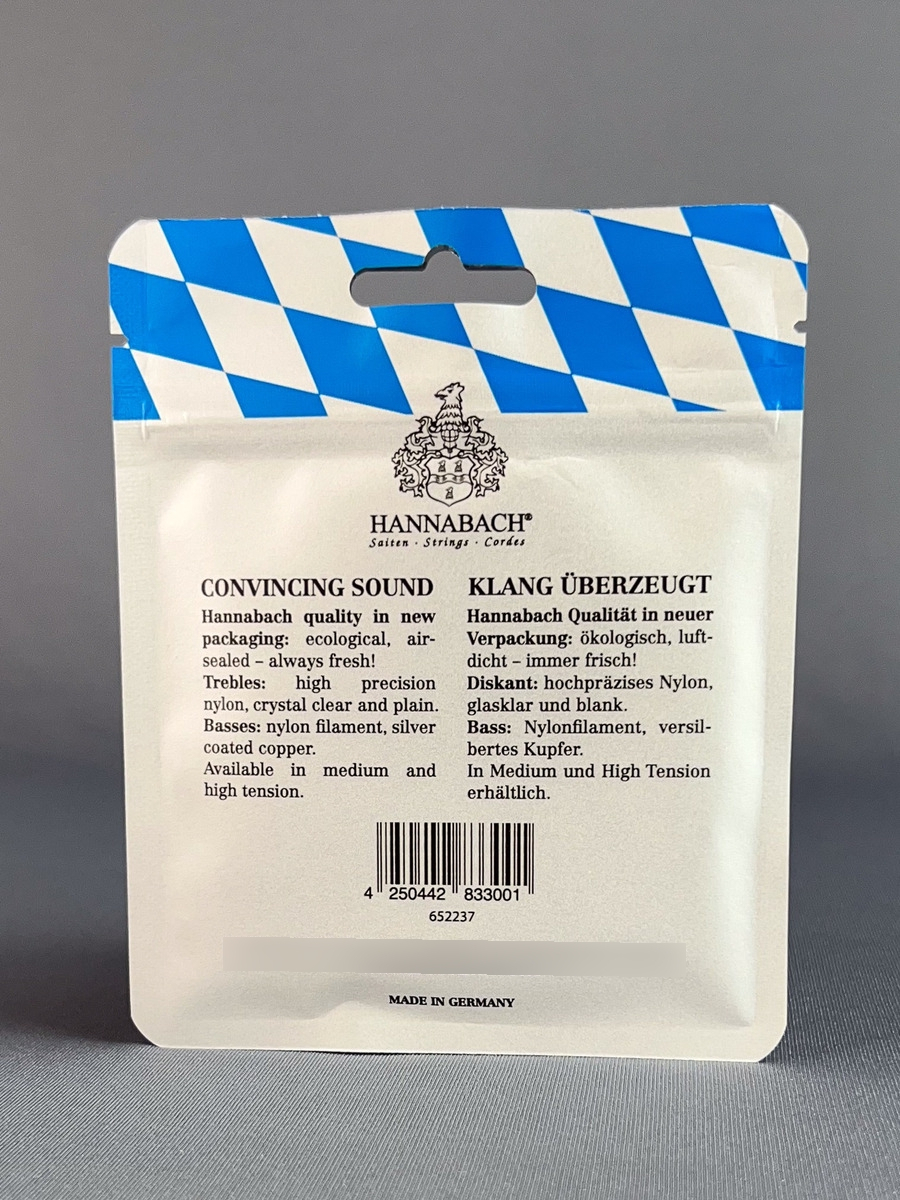 HANNABACH®
Saiten · Strings · Cordes
CONVINCING SOUND
Hannabach quality in new
packaging: ecological, air-
sealed – always fresh!
Trebles: high precision
nylon, crystal clear and plain.
Basses: nylon filament, silver
coated copper.
Available in medium and
high tension.
KLANG ÜBERZEUGT
Hannabach Qualität in neuer
Verpackung: ökologisch, luft-
dicht – immer frisch!
Diskant: hochpräzises Nylon,
glasklar und blank.
Bass: Nylonfilament, versil-
bertes Kupfer.
In Medium und High Tension
erhältlich.
4 250442 833001
652237
MADE IN GERMANY